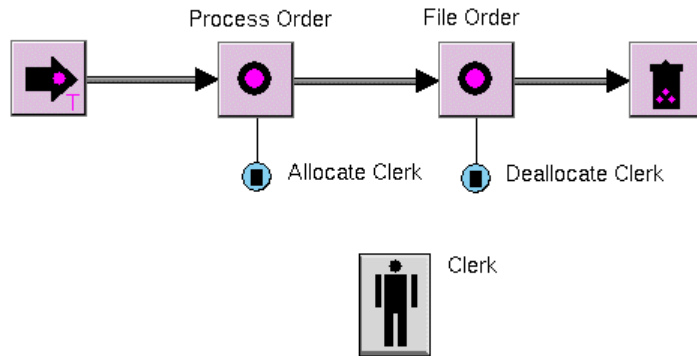 Process Order
File Order
T
Allocate Clerk
Deallocate Clerk
Clerk